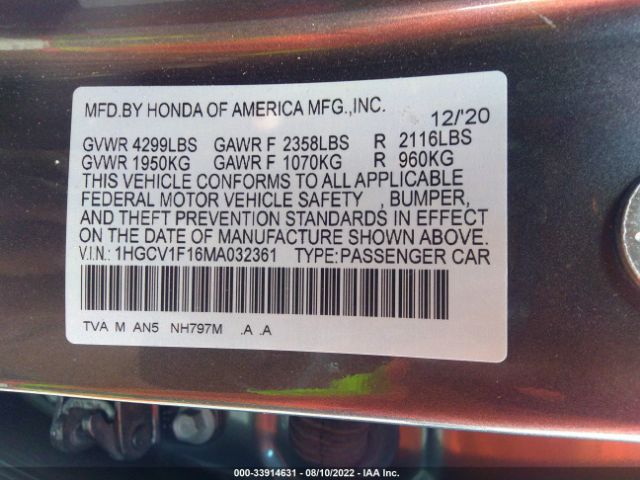 MFD.BY HONDA OF AMERICA MFG.,INC. 12/'20
GVWR 4299LBS GAWR F 2358LBS R 2116LBS
GVWR 1950KG GAWR F 1070KG R 960KG
THIS VEHICLE CONFORMS TO ALL APPLICABLE
FEDERAL MOTOR VEHICLE SAFETY , BUMPER,
AND THEFT PREVENTION STANDARDS IN EFFECT
ON THE DATE OF MANUFACTURE SHOWN ABOVE.
V.I.N.: 1HGCV1F16MA032361 TYPE:PASSENGER CAR
TVA M AN5 NH797M .A .A
000-33914631 - 08/10/2022 - IAA Inc.